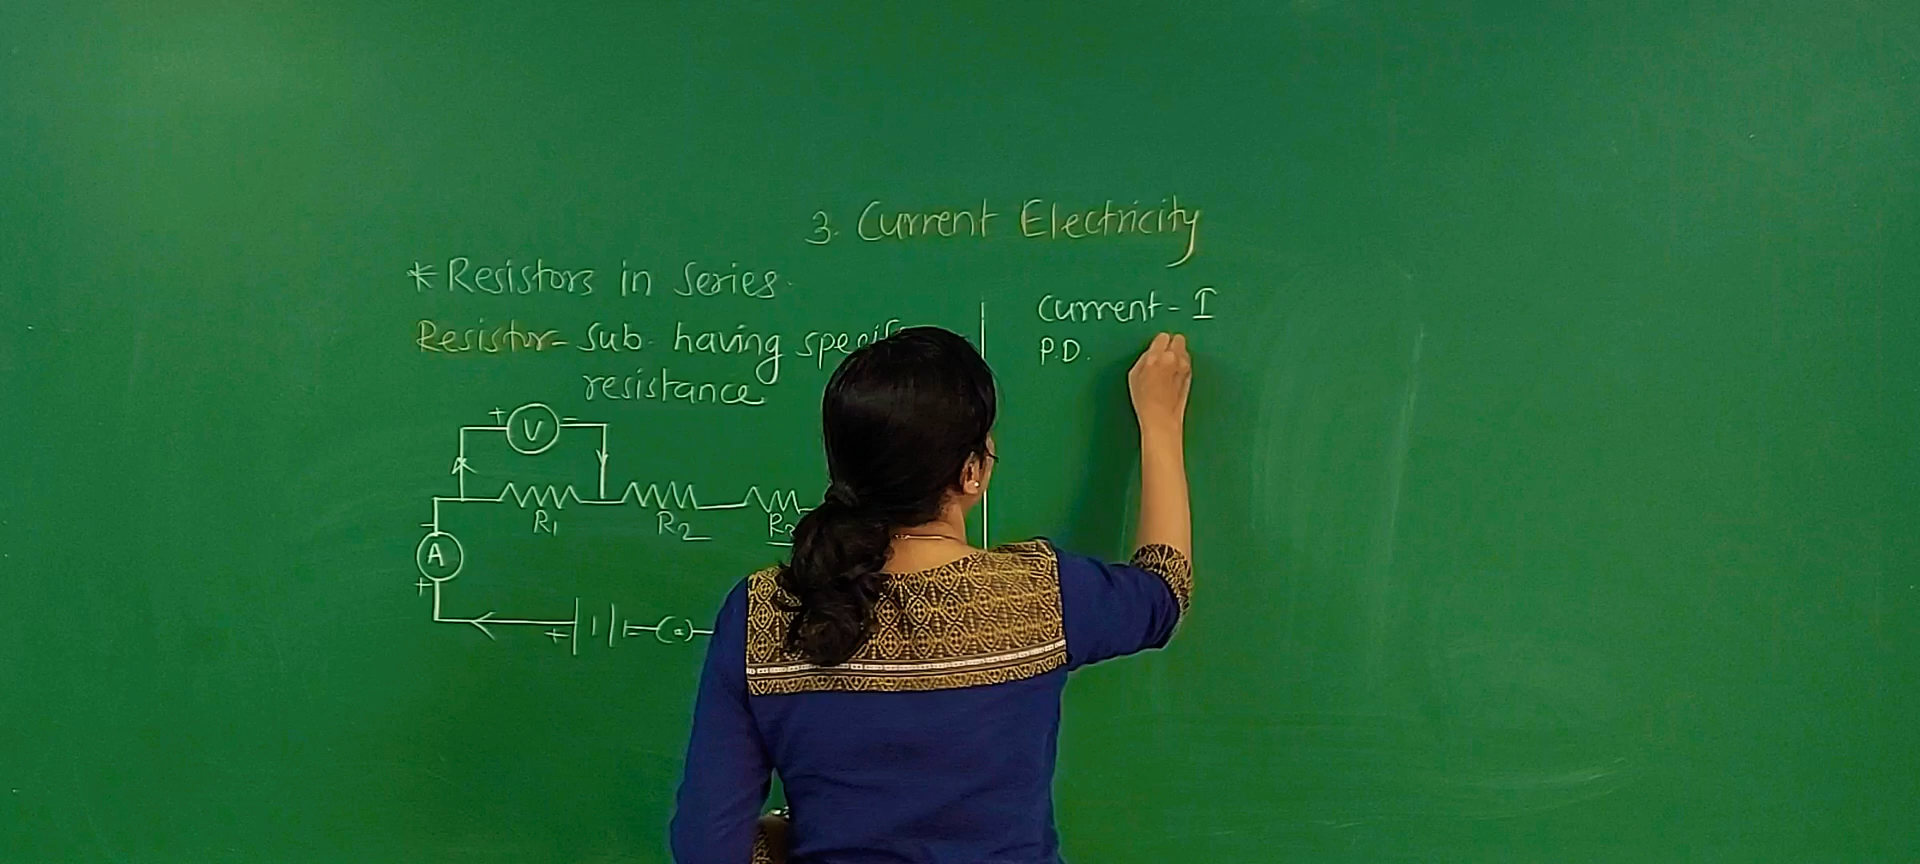 3. Current Electricity
* Resistors in Series.
Resistor - Sub. having
resistance
+ V -
R1 R2
-
A
+
+
Current - I
P.D.